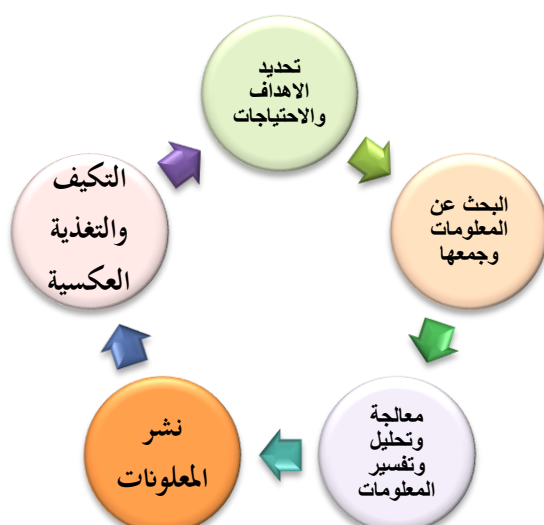 تحديد
الاهداف
والاحتياجات
البحث عن
المعلومات
وجمعها
معالجة
وتحليل
وتفسير
المعلومات
نشر
المعلونات
التكيف
والتغذية
العكسية